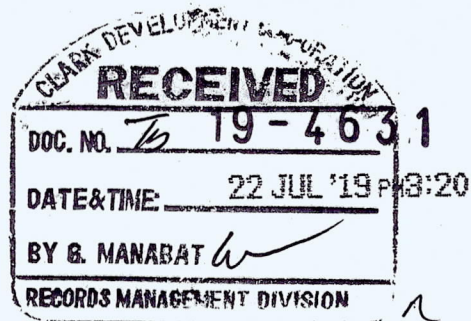 CLARK DEVELOPMENT CORPORATION
RECEIVED
DOC. NO. 19-4631
DATE&TIME: 22 JUL '19 PM3:20
BY G. MANABAT
RECORDS MANAGEMENT DIVISION